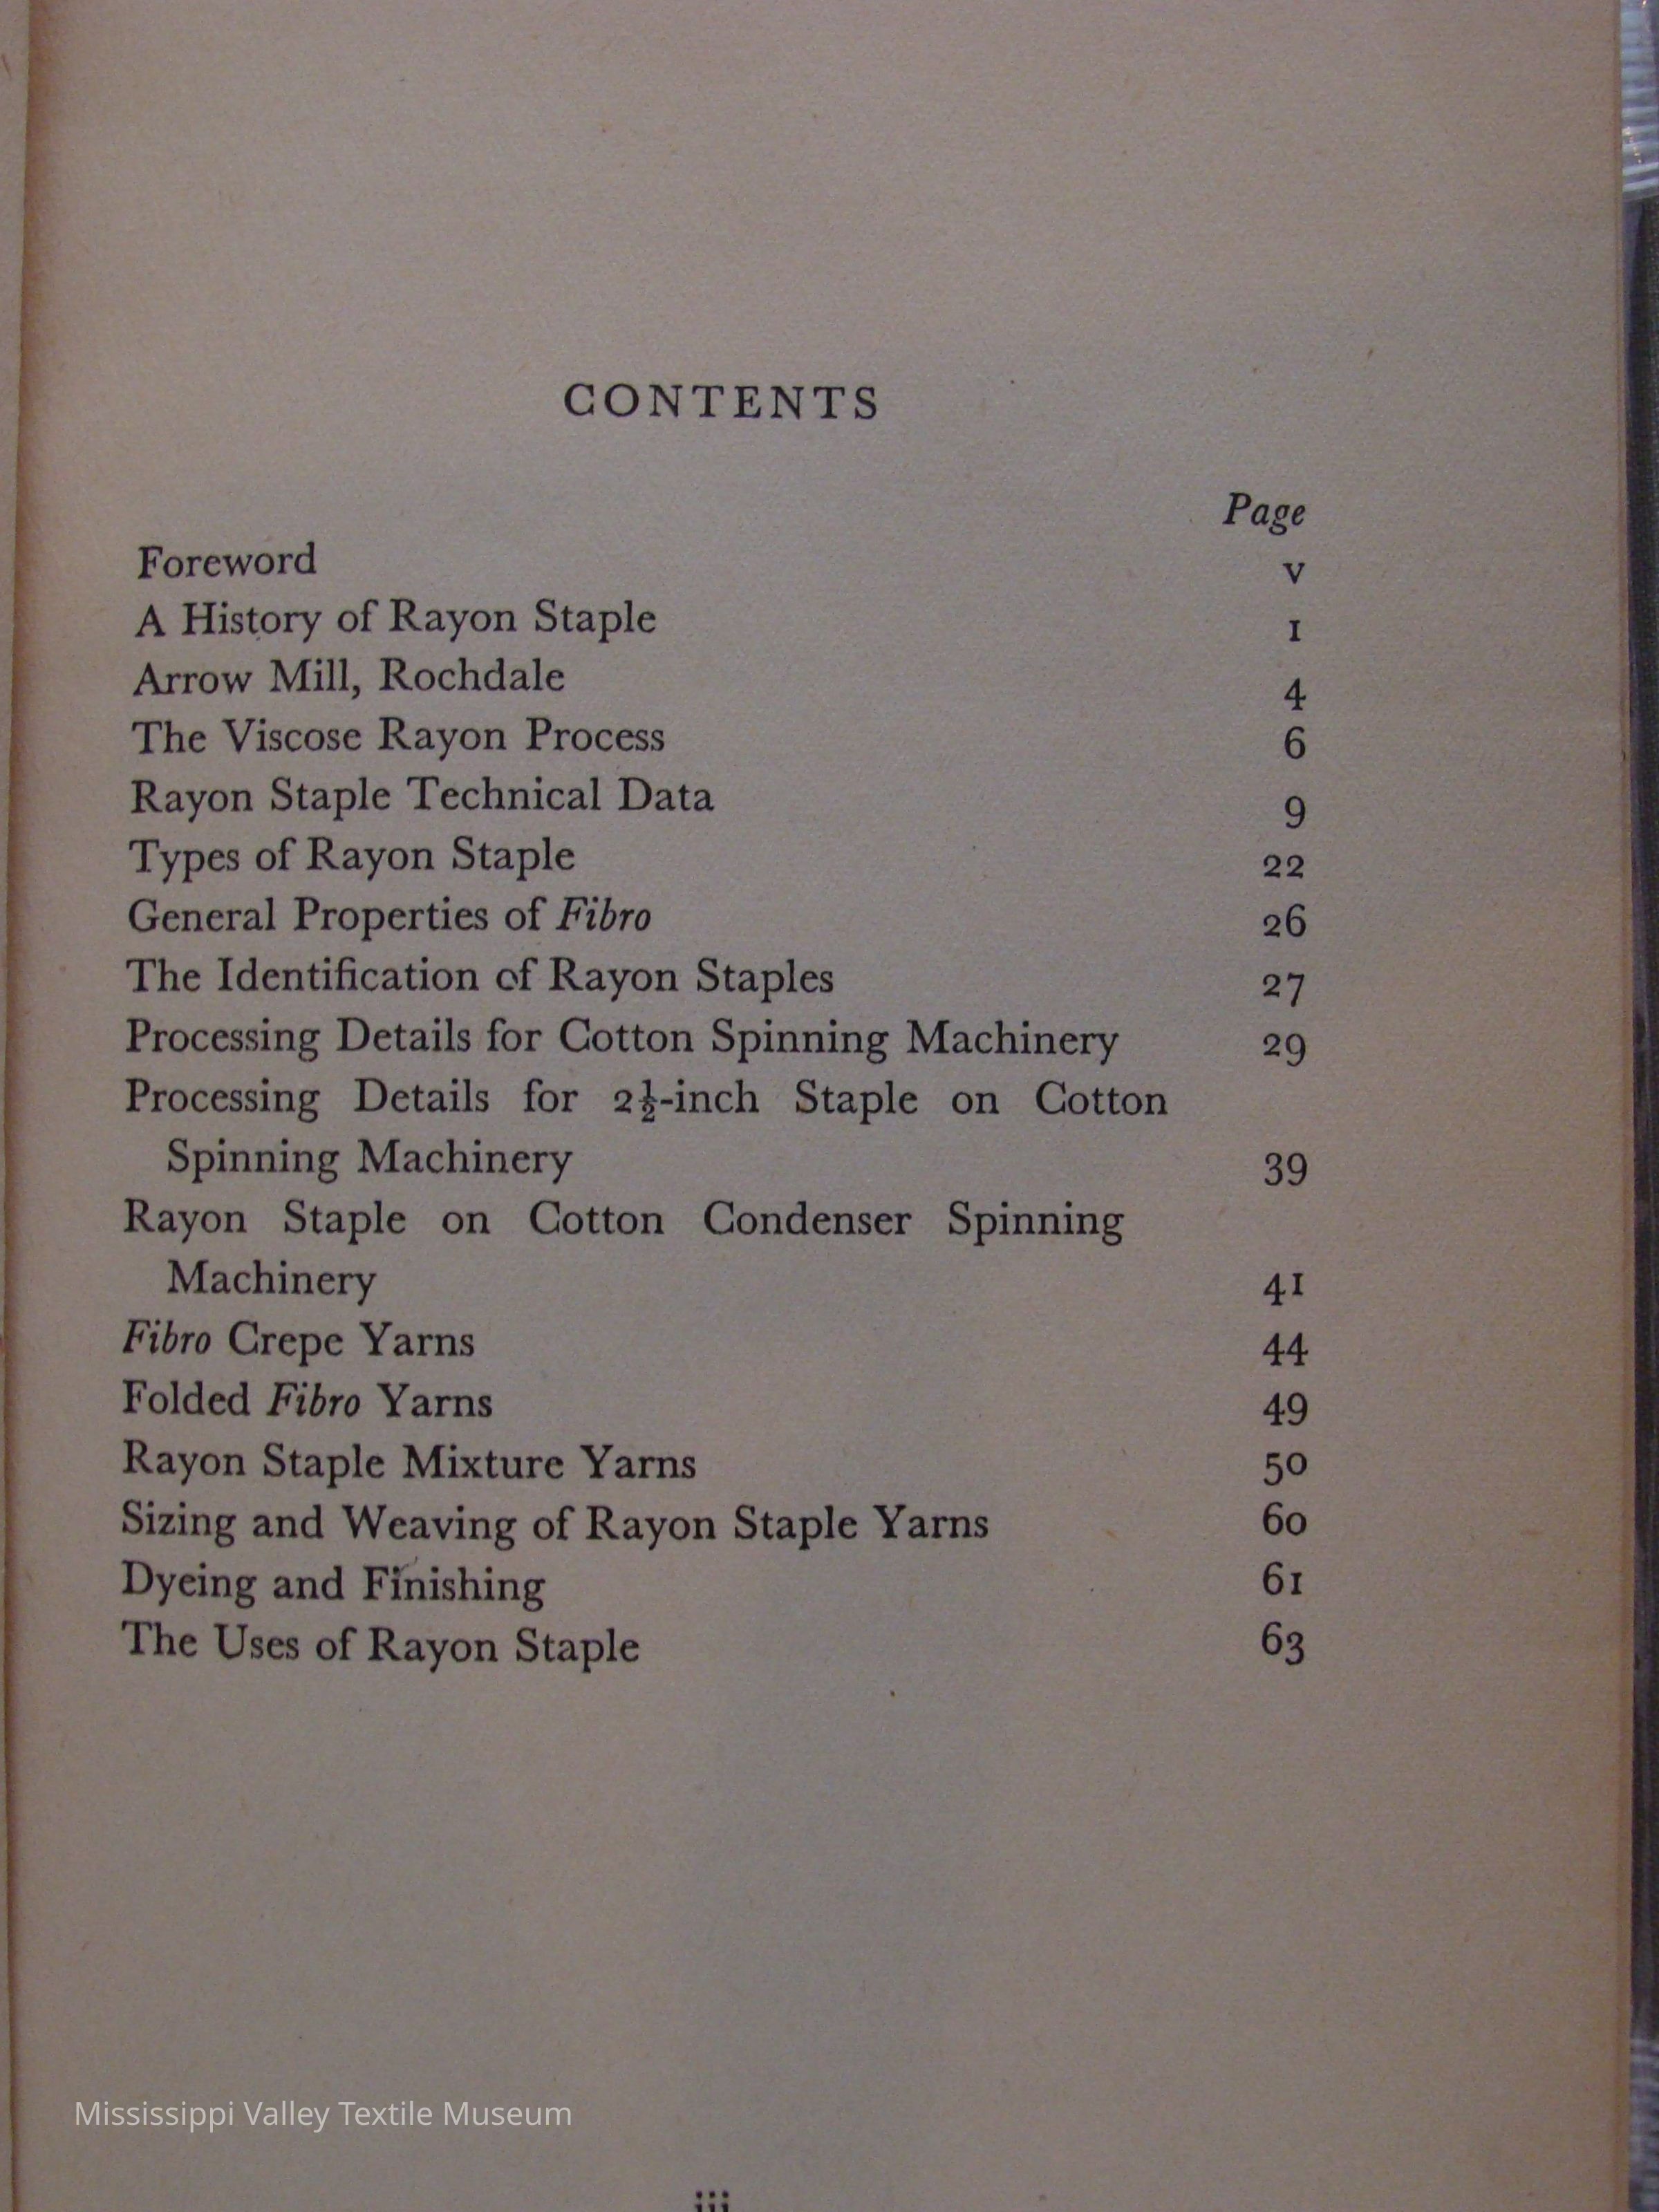 CONTENTS
Page
Foreword v
A History of Rayon Staple 1
Arrow Mill, Rochdale 4
The Viscose Rayon Process 6
Rayon Staple Technical Data 9
Types of Rayon Staple 22
General Properties of Fibro 26
The Identification of Rayon Staples 27
Processing Details for Cotton Spinning Machinery 29
Processing Details for 2½-inch Staple on Cotton
Spinning Machinery 39
Rayon Staple on Cotton Condenser Spinning
Machinery 41
Fibro Crepe Yarns 44
Folded Fibro Yarns 49
Rayon Staple Mixture Yarns 50
Sizing and Weaving of Rayon Staple Yarns 60
Dyeing and Finishing 61
The Uses of Rayon Staple 63
Mississippi Valley Textile Museum
iii